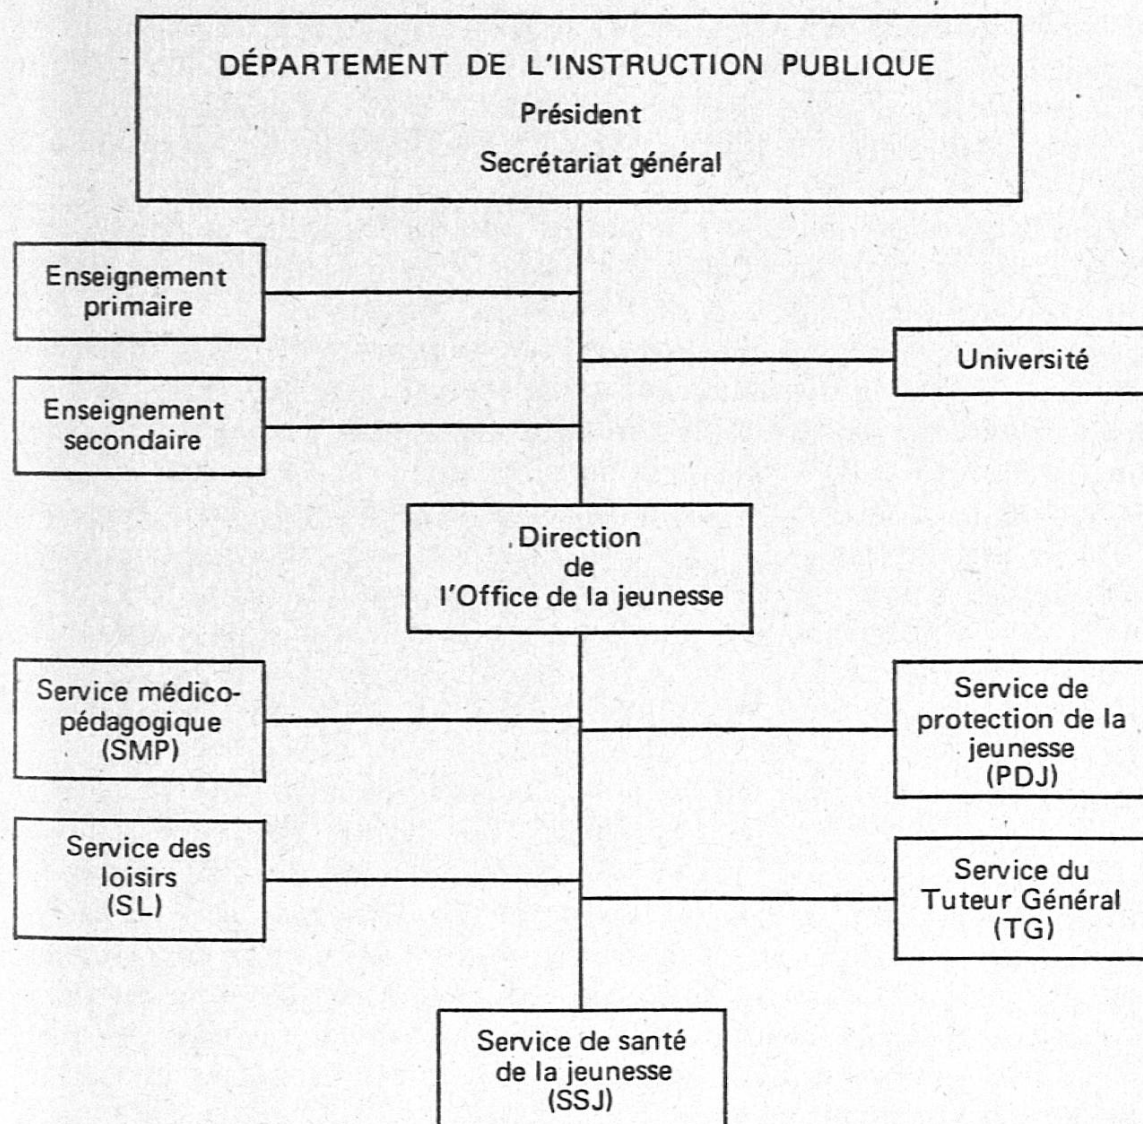 DÉPARTEMENT DE L'INSTRUCTION PUBLIQUE
Président
Secrétariat général
Enseignement
primaire
Université
Enseignement
secondaire
Direction
de
l'Office de la jeunesse
Service médico-
pédagogique
(SMP)
Service de
protection de la
jeunesse
(PDJ)
Service des
loisirs
(SL)
Service du
Tuteur Général
(TG)
Service de santé
de la jeunesse
(SSJ)